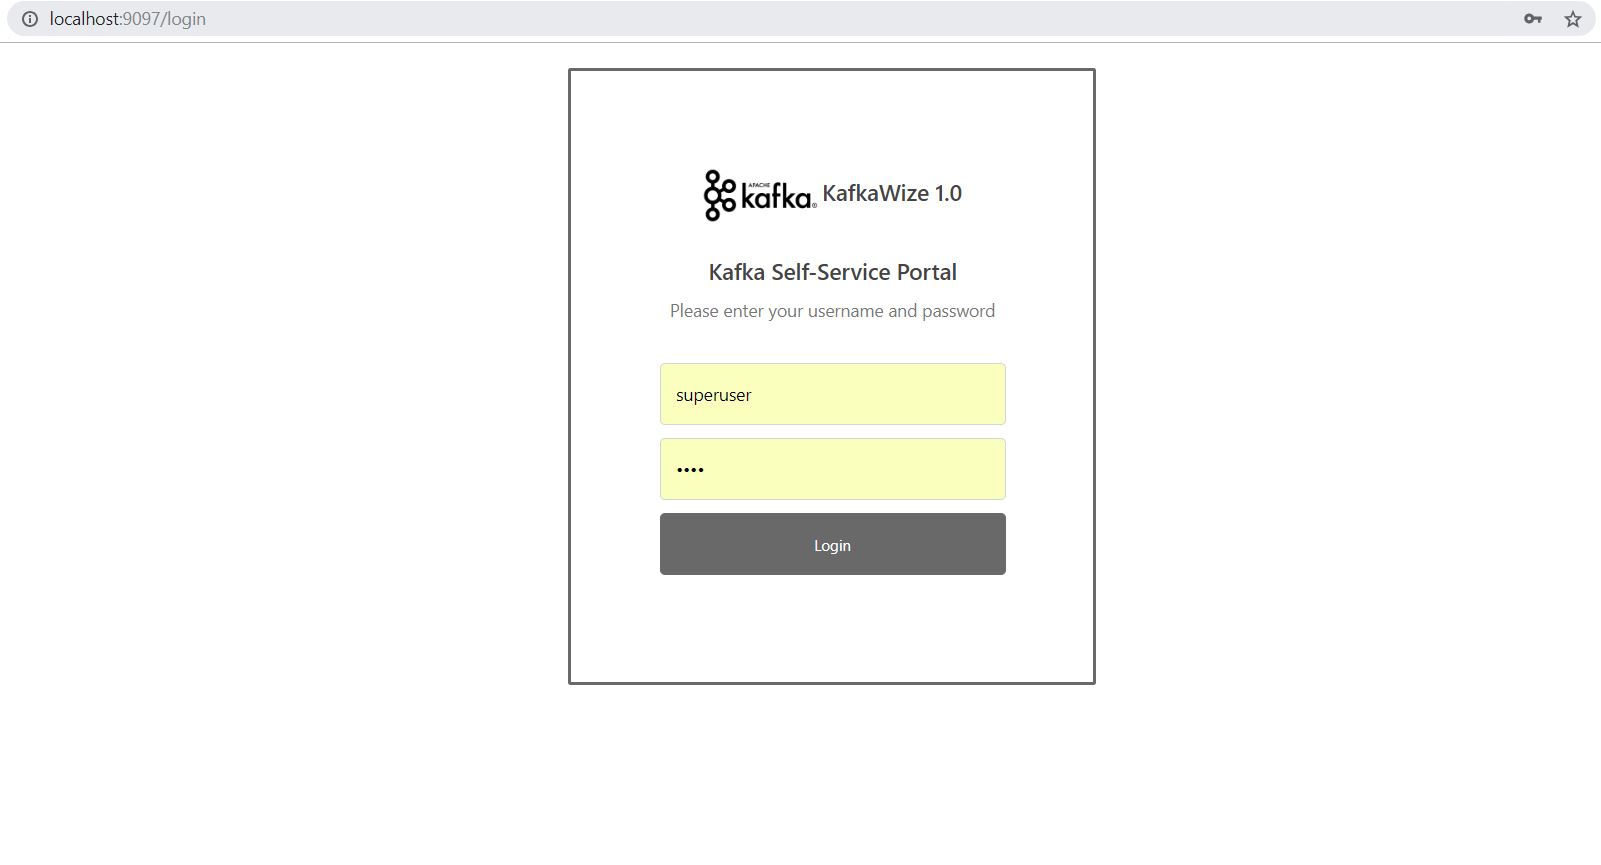 localhost:9097/login
APACHE
kafka® KafkaWize 1.0
Kafka Self-Service Portal
Please enter your username and password
superuser
••••
Login